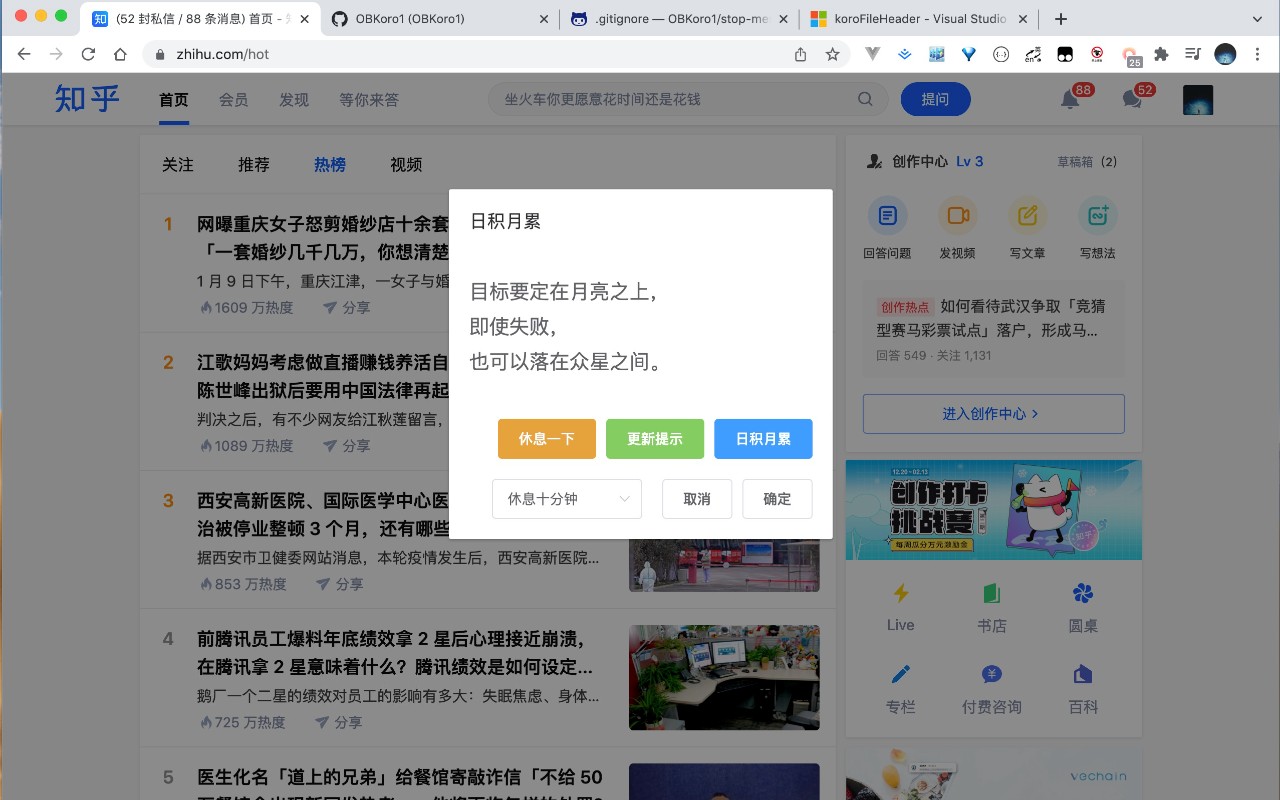 (52 封私信 / 88 条消息) 首页 -
OBKoro1 (OBKoro1)
.gitignore — OBKoro1/stop-me
koroFileHeader - Visual Studio
zhihu.com/hot
25
知乎
首页
会员
发现
等你来答
坐火车你更愿意花时间还是花钱
提问
88
52
关注
推荐
热榜
视频
1
网曝重庆女子怒剪婚纱店十余套
「一套婚纱几千几万，你想清楚
1 月 9 日下午，重庆江津，一女子与婚
1609 万热度
分享
2
江歌妈妈考虑做直播赚钱养活自
陈世峰出狱后要用中国法律再起
判决之后，有不少网友给江秋莲留言，
1089 万热度
分享
3
西安高新医院、国际医学中心医
治被停业整顿 3 个月，还有哪些
据西安市卫健委网站消息，本轮疫情发生后，西安高新医院...
853 万热度
分享
4
前腾讯员工爆料年底绩效拿 2 星后心理接近崩溃，
在腾讯拿 2 星意味着什么？腾讯绩效是如何设定...
鹅厂一个二星的绩效对员工的影响有多大：失眠焦虑、身体...
725 万热度
分享
5
医生化名「道上的兄弟」给餐馆寄敲诈信「不给 50
日积月累
目标要定在月亮之上，
即使失败，
也可以落在众星之间。
休息一下
更新提示
日积月累
休息十分钟
取消
确定
创作中心 Lv 3
草稿箱 (2)
回答问题
发视频
写文章
写想法
创作热点 如何看待武汉争取「竞猜
型赛马彩票试点」落户，形成马...
回答 549 · 关注 1,131
进入创作中心
12.20 - 02.13
创作打卡
挑战赛
第二期
每周瓜分万元激励金
Live
书店
圆桌
专栏
付费咨询
百科
vechain